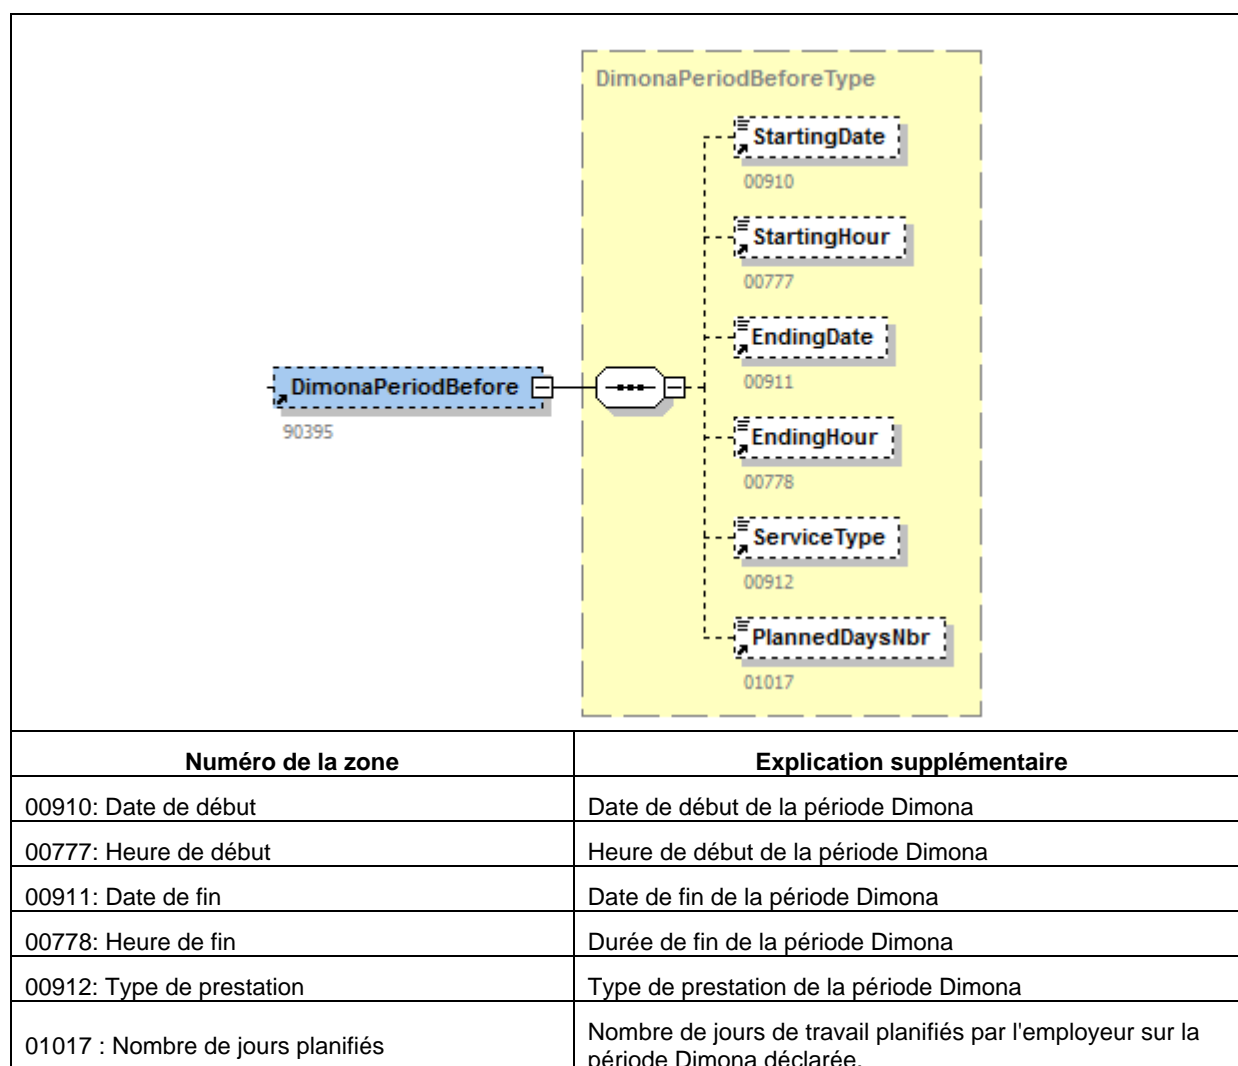 DimonaPeriodBeforeType
StartingDate
00910
StartingHour
00777
EndingDate
00911
DimonaPeriodBefore
90395
EndingHour
00778
ServiceType
00912
PlannedDaysNbr
01017
Numéro de la zone
Explication supplémentaire
00910: Date de début
Date de début de la période Dimona
00777: Heure de début
Heure de début de la période Dimona
00911: Date de fin
Date de fin de la période Dimona
00778: Heure de fin
Durée de fin de la période Dimona
00912: Type de prestation
Type de prestation de la période Dimona
01017 : Nombre de jours planifiés
Nombre de jours de travail planifiés par l'employeur sur la
période Dimona déclarée.